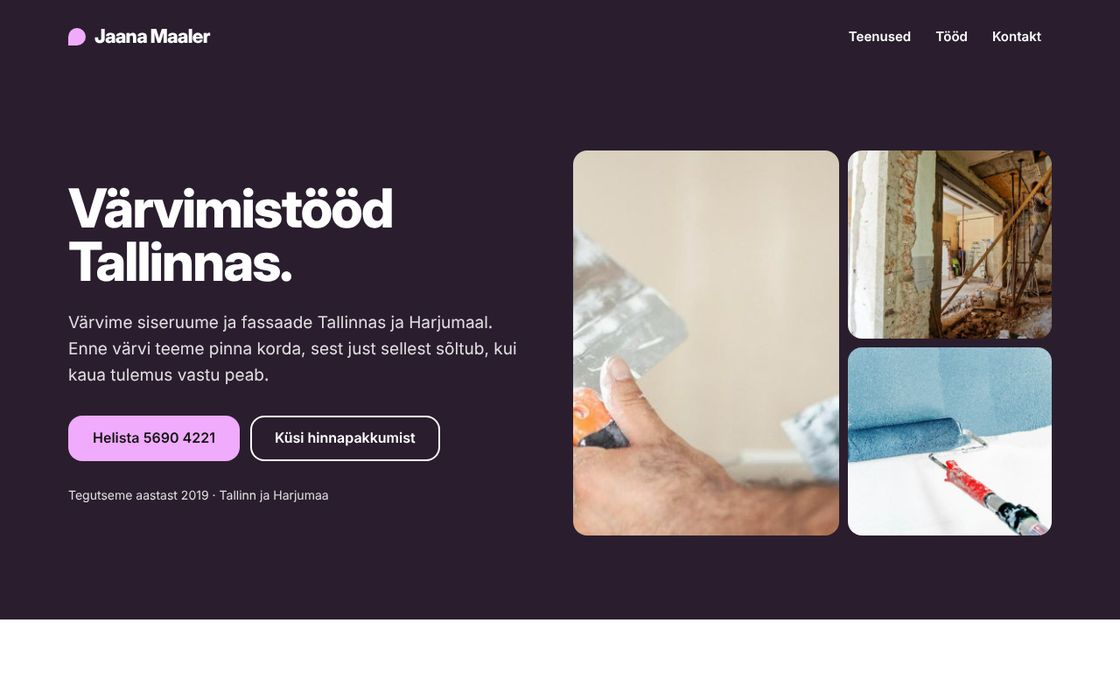 Jaana Maaler
Teenused Tööd Kontakt
Värvimistööd
Tallinnas.
Värvime siseruume ja fassaade Tallinnas ja Harjumaal.
Enne värvi teeme pinna korda, sest just sellest sõltub, kui
kaua tulemus vastu peab.
Helista 5690 4221
Küsi hinnapakkumist
Tegutseme aastast 2019 · Tallinn ja Harjumaa